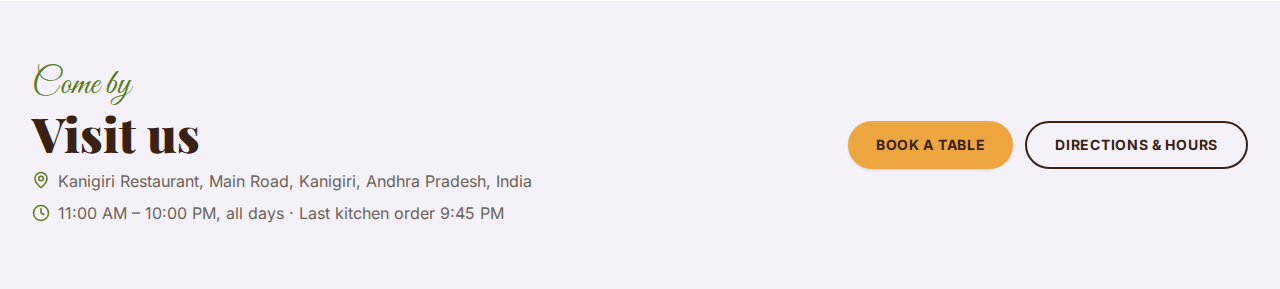 Come by
Visit us
Kanigiri Restaurant, Main Road, Kanigiri, Andhra Pradesh, India
11:00 AM – 10:00 PM, all days · Last kitchen order 9:45 PM
BOOK A TABLE
DIRECTIONS & HOURS